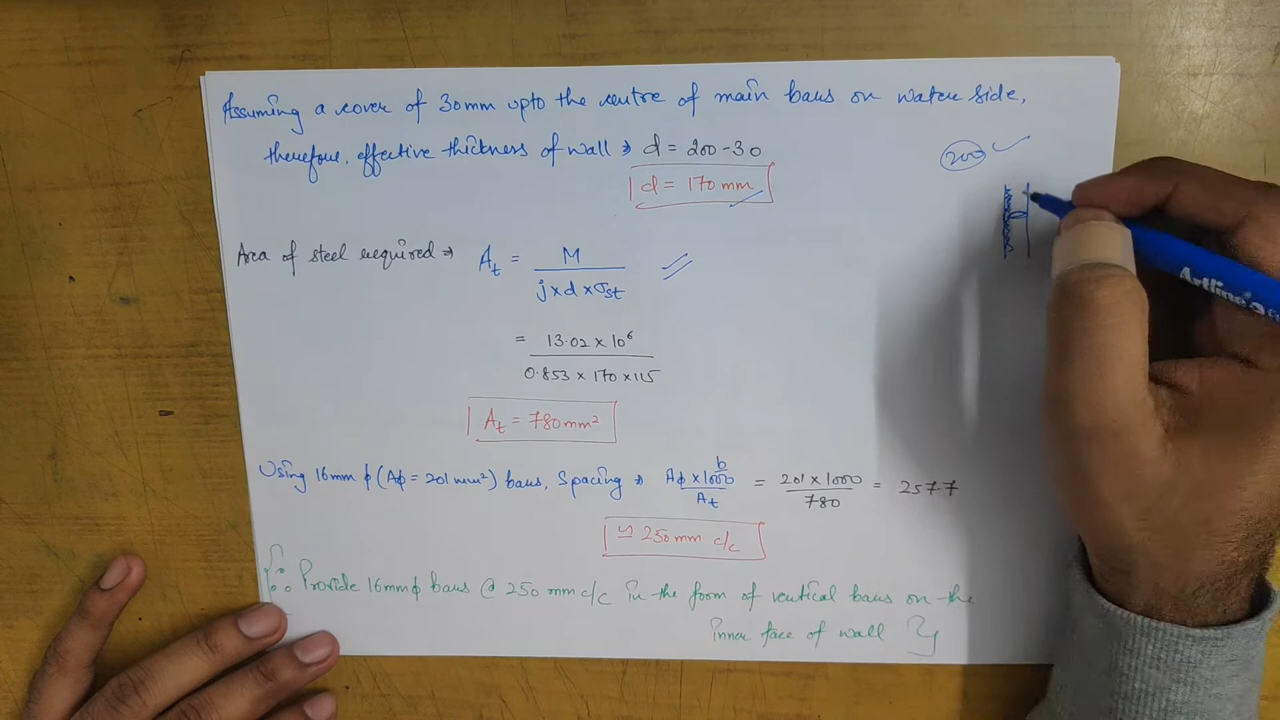 Assuming a cover of 30mm upto the centre of main bars on water side,
therefore, effective thickness of wall → d = 200 - 30
d = 170 mm
200 ✓
Area of steel required → At = M / j x d x σst
= 13.02 x 10⁶ / 0.853 x 170 x 115
At = 780mm²
Using 16mm ϕ (Aϕ = 201 mm²) bars, Spacing → Aϕ x 1000 / At = 201 x 1000 / 780 = 257.7
b
≃ 250 mm c/c
∴ Provide 16mmϕ bars @ 250 mm c/c in the form of vertical bars on the
inner face of wall
Artline